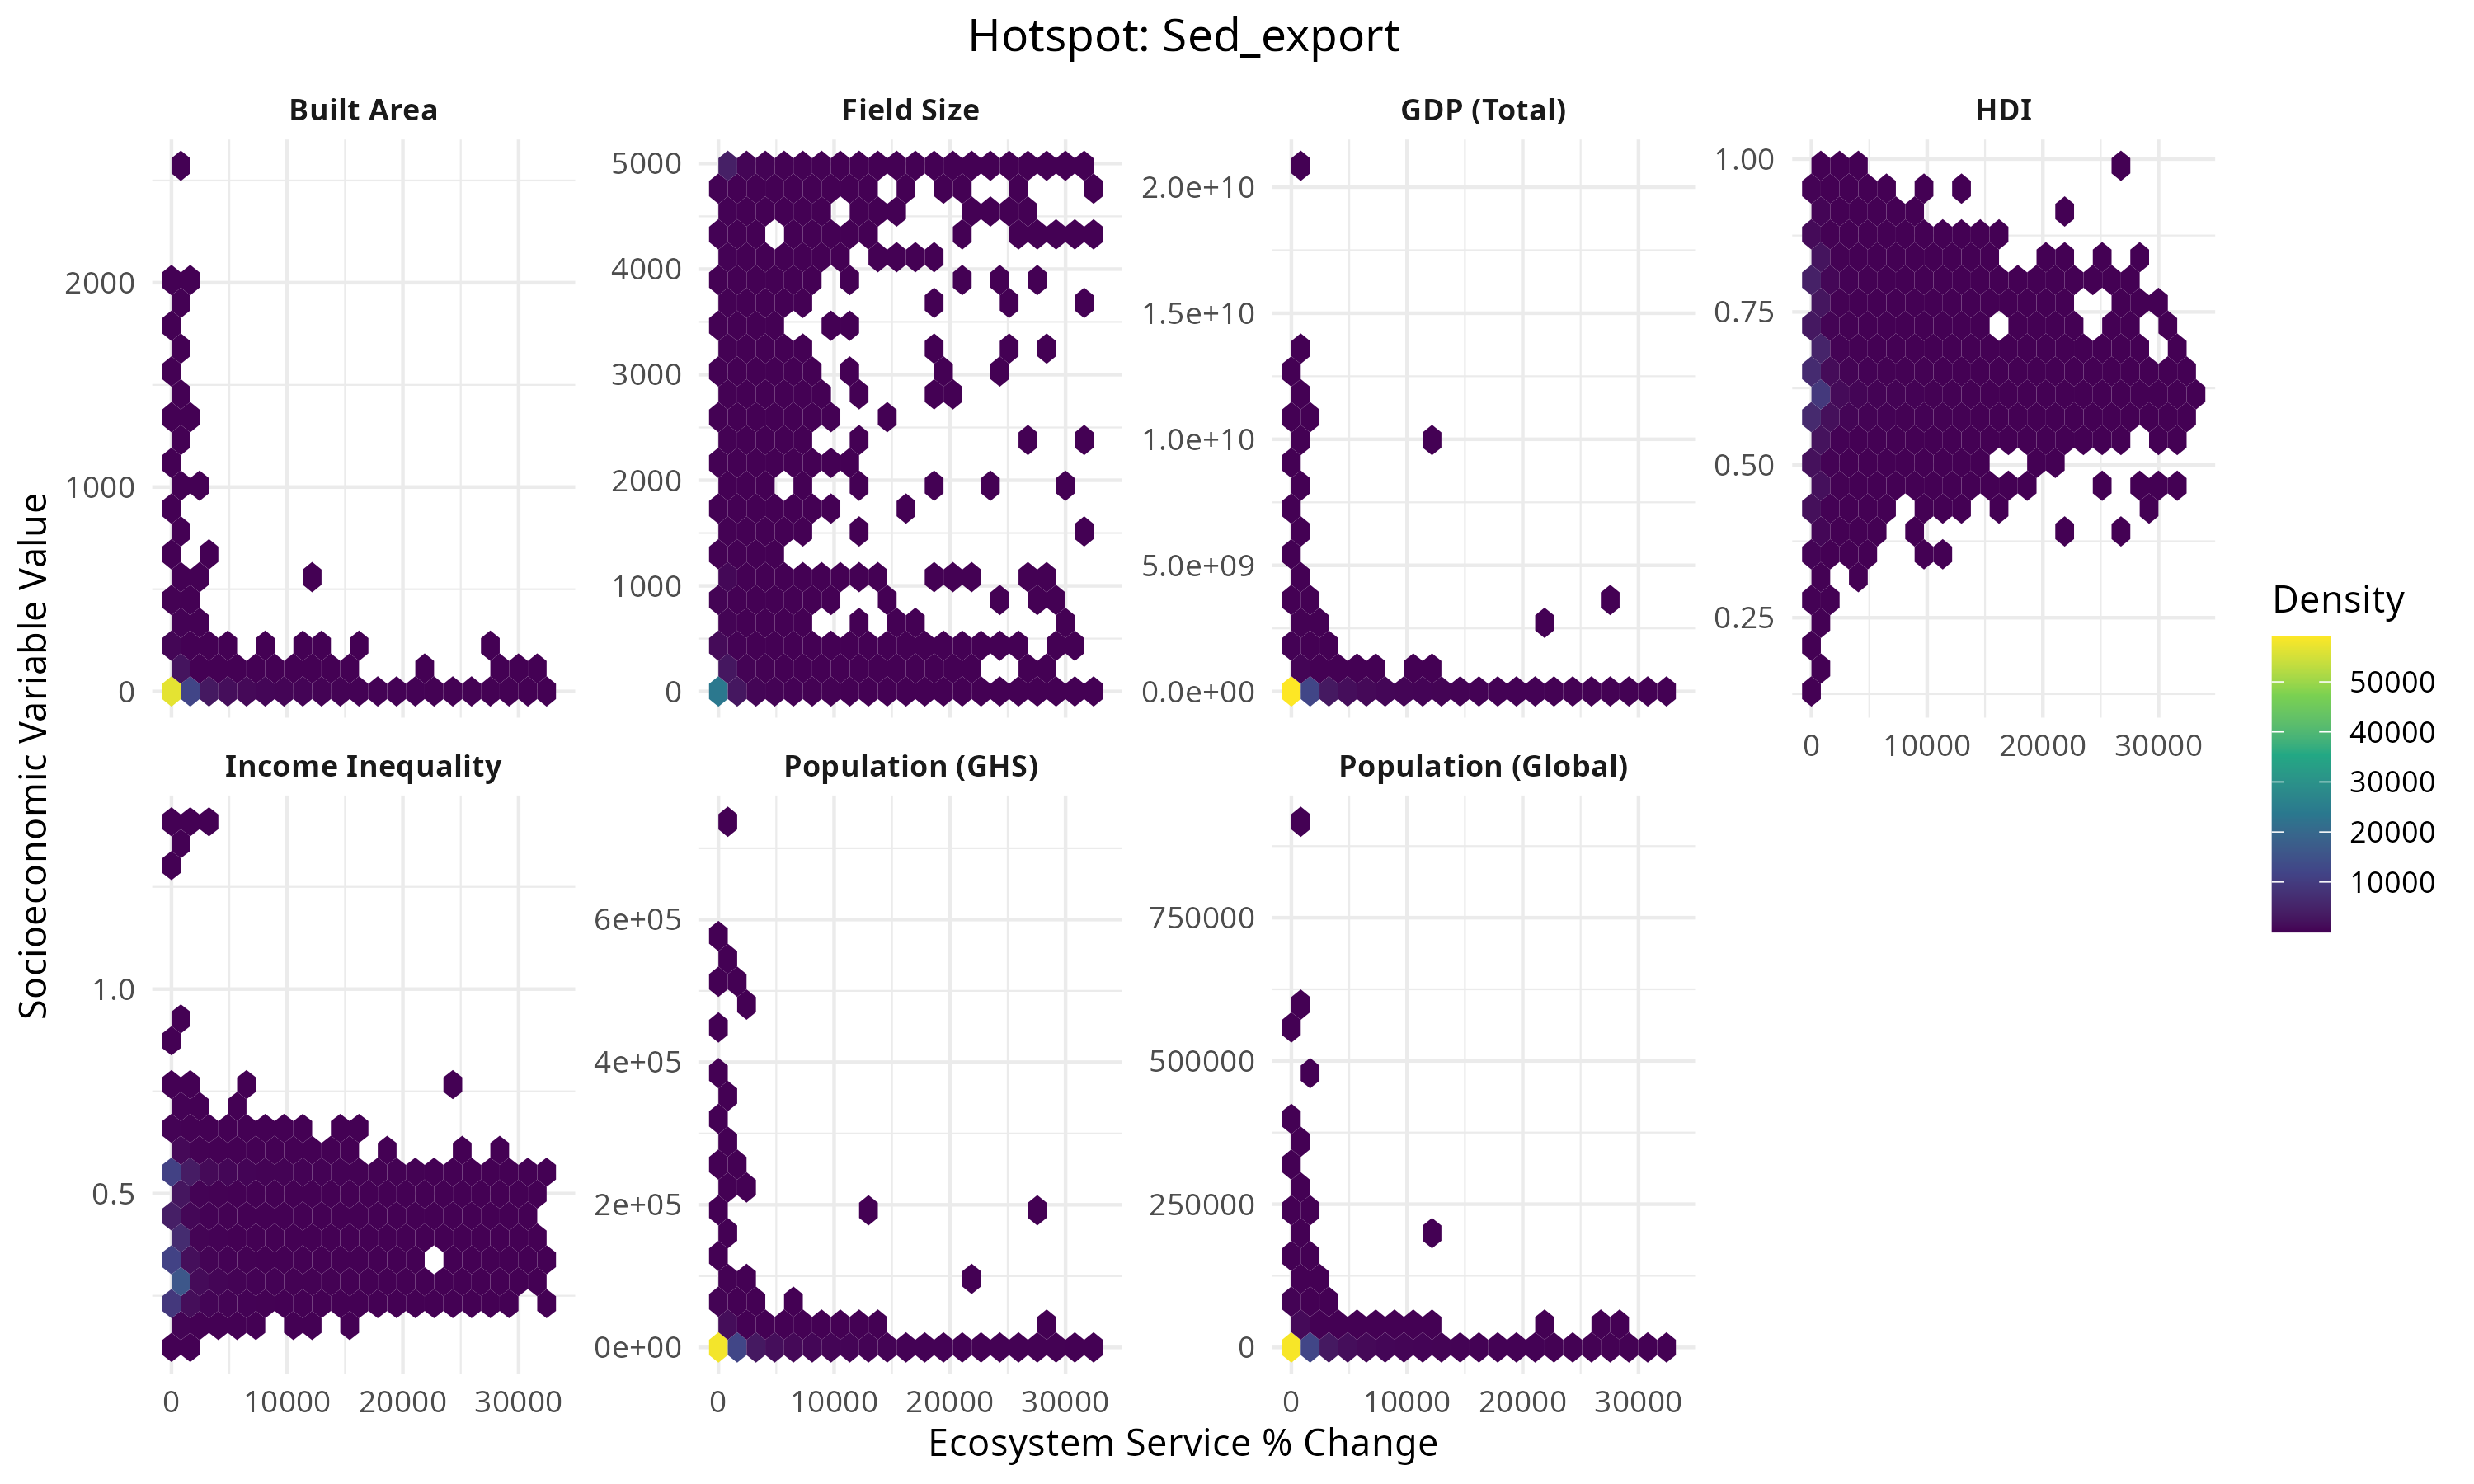 Hotspot: Sed_export
Built Area
Field Size
GDP (Total)
HDI
2000
1000
0
5000
4000
3000
2000
1000
0
2.0e+10
1.5e+10
1.0e+10
5.0e+09
0.0e+00
1.00
0.75
0.50
0.25
0 10000 20000 30000
Socioeconomic Variable Value
Income Inequality
Population (GHS)
Population (Global)
1.0
0.5
6e+05
4e+05
2e+05
0e+00
750000
500000
250000
0
0 10000 20000 30000
0 10000 20000 30000
0 10000 20000 30000
Ecosystem Service % Change
Density
50000
40000
30000
20000
10000